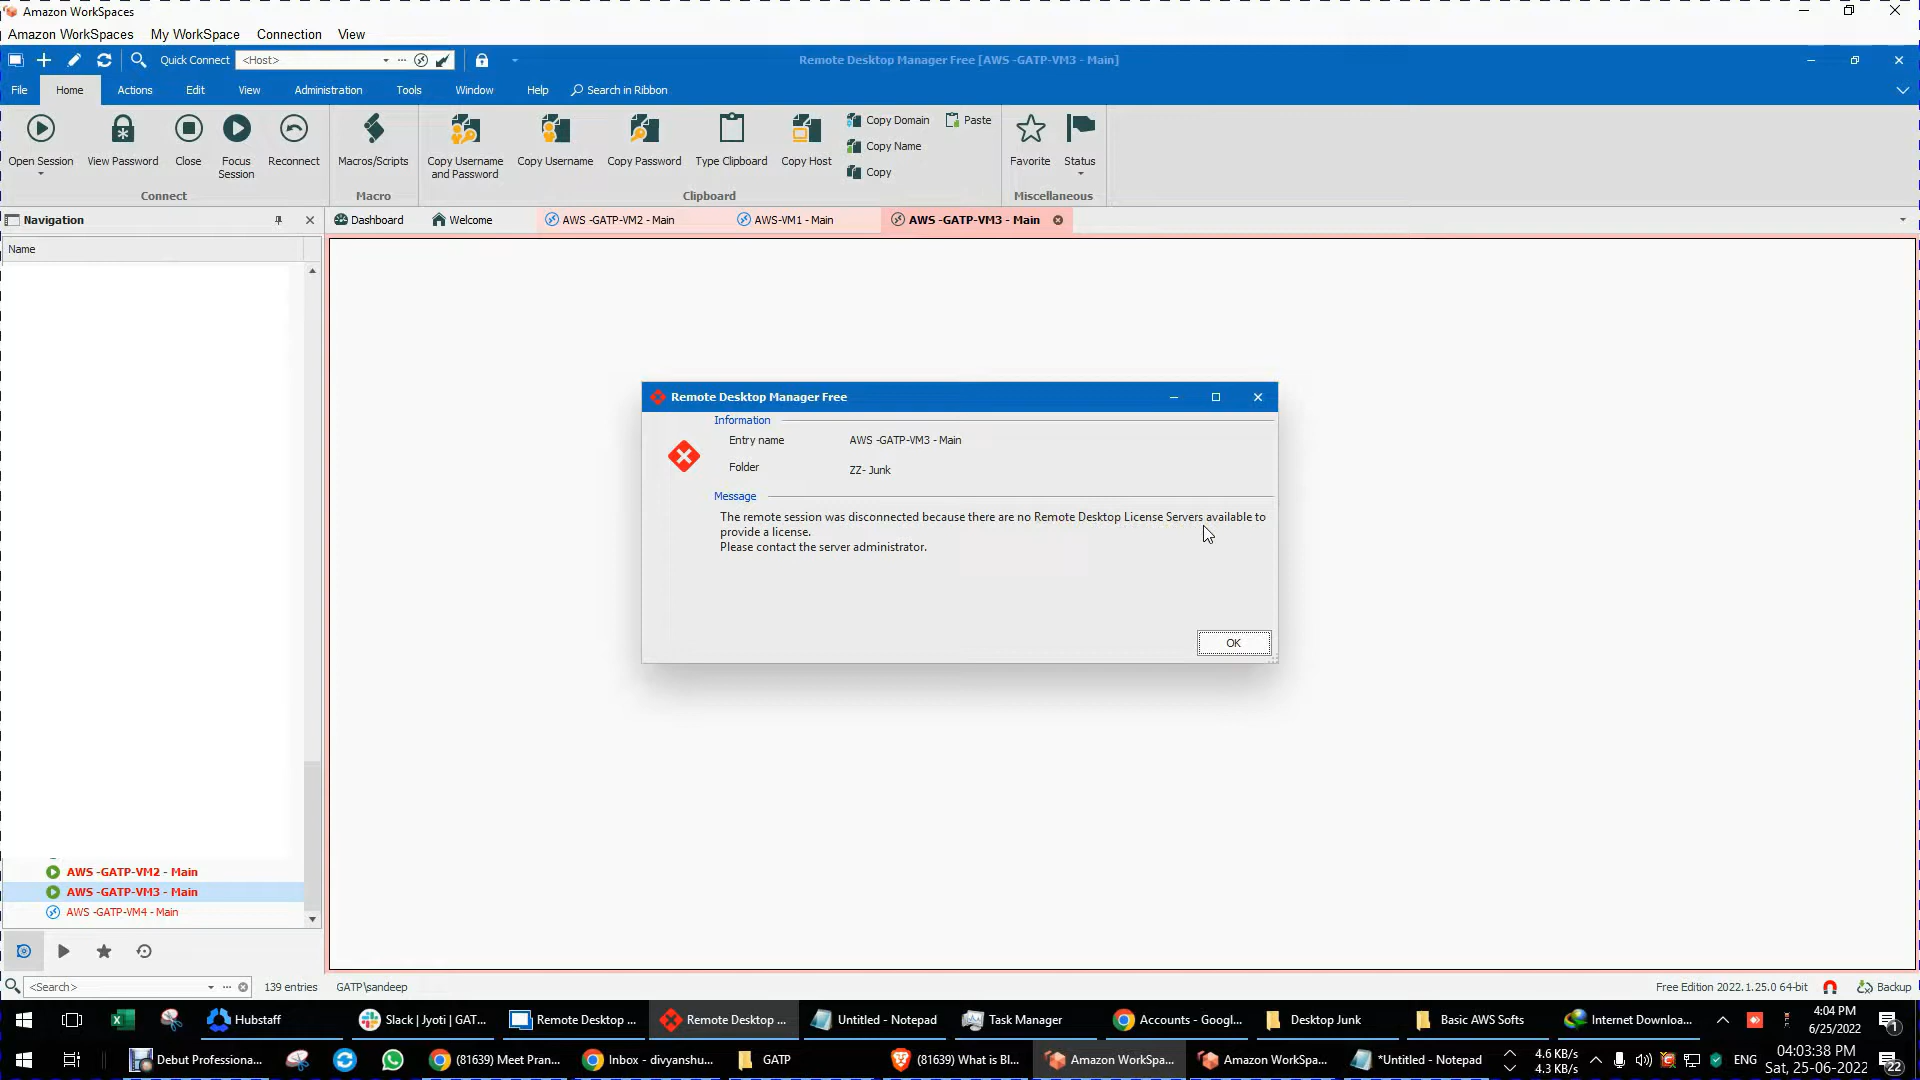 Amazon WorkSpaces
Amazon WorkSpaces My WorkSpace Connection View
Quick Connect <Host> Remote Desktop Manager Free [AWS -GATP-VM3 - Main]
File Home Actions Edit View Administration Tools Window Help Search in Ribbon
Copy Domain Paste
Copy Name
Open Session View Password Close Focus Session Reconnect Macros/Scripts Copy Username and Password Copy Username Copy Password Type Clipboard Copy Host Favorite Status
Copy
Connect Macro Clipboard Miscellaneous
Navigation Dashboard Welcome AWS -GATP-VM2 - Main AWS-VM1 - Main AWS -GATP-VM3 - Main
Name
Remote Desktop Manager Free
Information
Entry name AWS -GATP-VM3 - Main
Folder ZZ- Junk
Message
The remote session was disconnected because there are no Remote Desktop License Servers available to
provide a license.
Please contact the server administrator.
OK
AWS -GATP-VM2 - Main
AWS -GATP-VM3 - Main
AWS -GATP-VM4 - Main
<Search> 139 entries GATP\sandeep Free Edition 2022.1.25.0 64-bit Backup
Hubstaff Slack | Jyoti | GAT... Remote Desktop ... Remote Desktop ... Untitled - Notepad Task Manager Accounts - Googl... Desktop Junk Basic AWS Softs Internet Downloa... 4:04 PM
6/25/2022 1
Debut Professiona... (81639) Meet Pran... Inbox - divyanshu... GATP (81639) What is Bl... Amazon WorkSpa... Amazon WorkSpa... *Untitled - Notepad 4.6 KB/s
4.3 KB/s ENG 04:03:38 PM
Sat, 25-06-2022 22